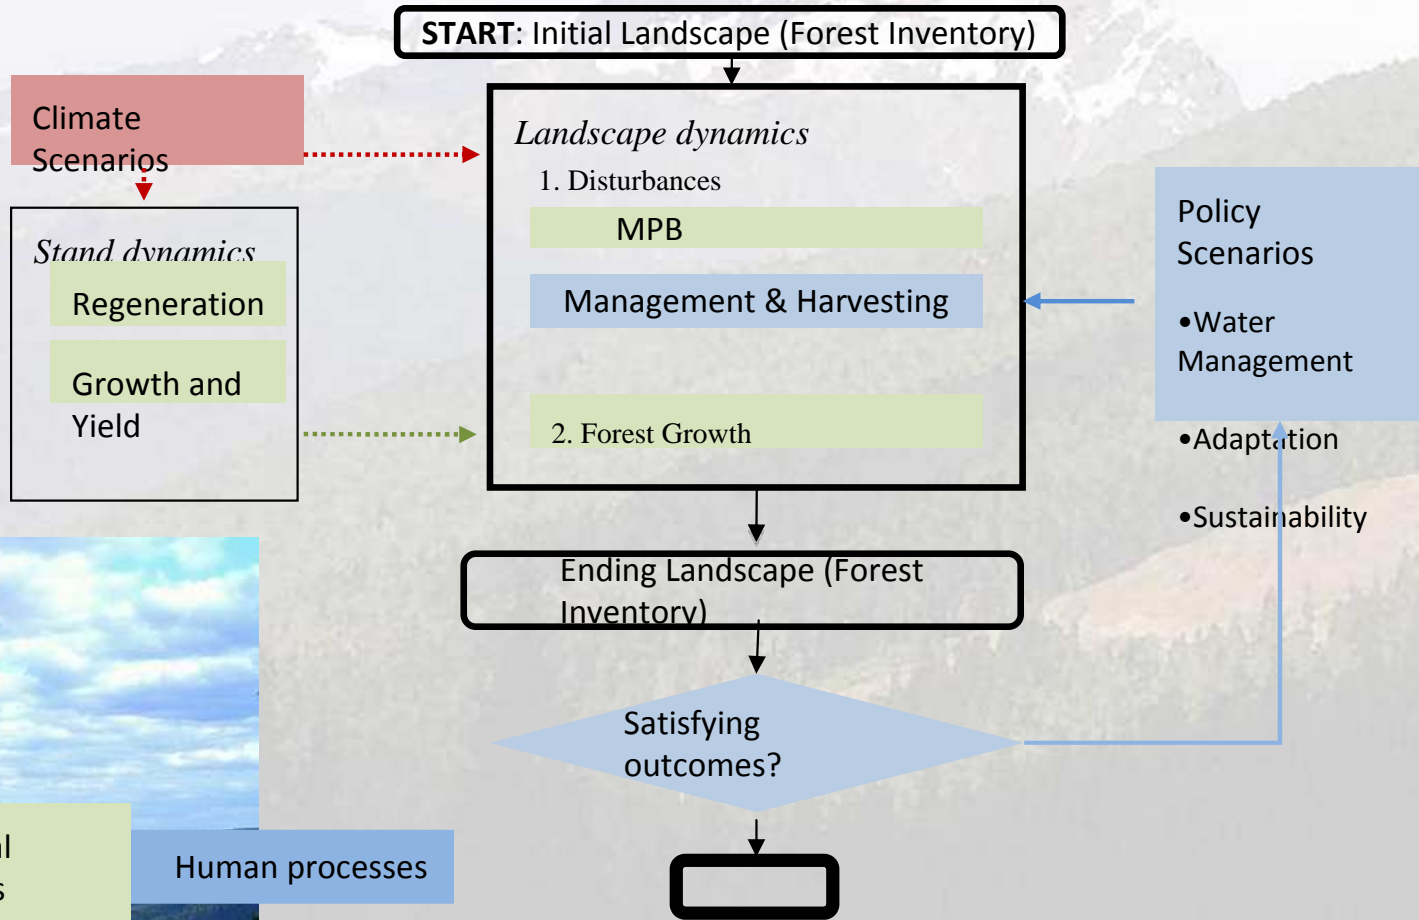 START: Initial Landscape (Forest Inventory)
Climate
Scenarios
Landscape dynamics
1. Disturbances
MPB
Management & Harvesting
2. Forest Growth
Stand dynamics
Regeneration
Growth and
Yield
Policy
Scenarios
•Water
Management
•Adaptation
•Sustainability
Ending Landscape (Forest
Inventory)
Satisfying
outcomes?
Human processes